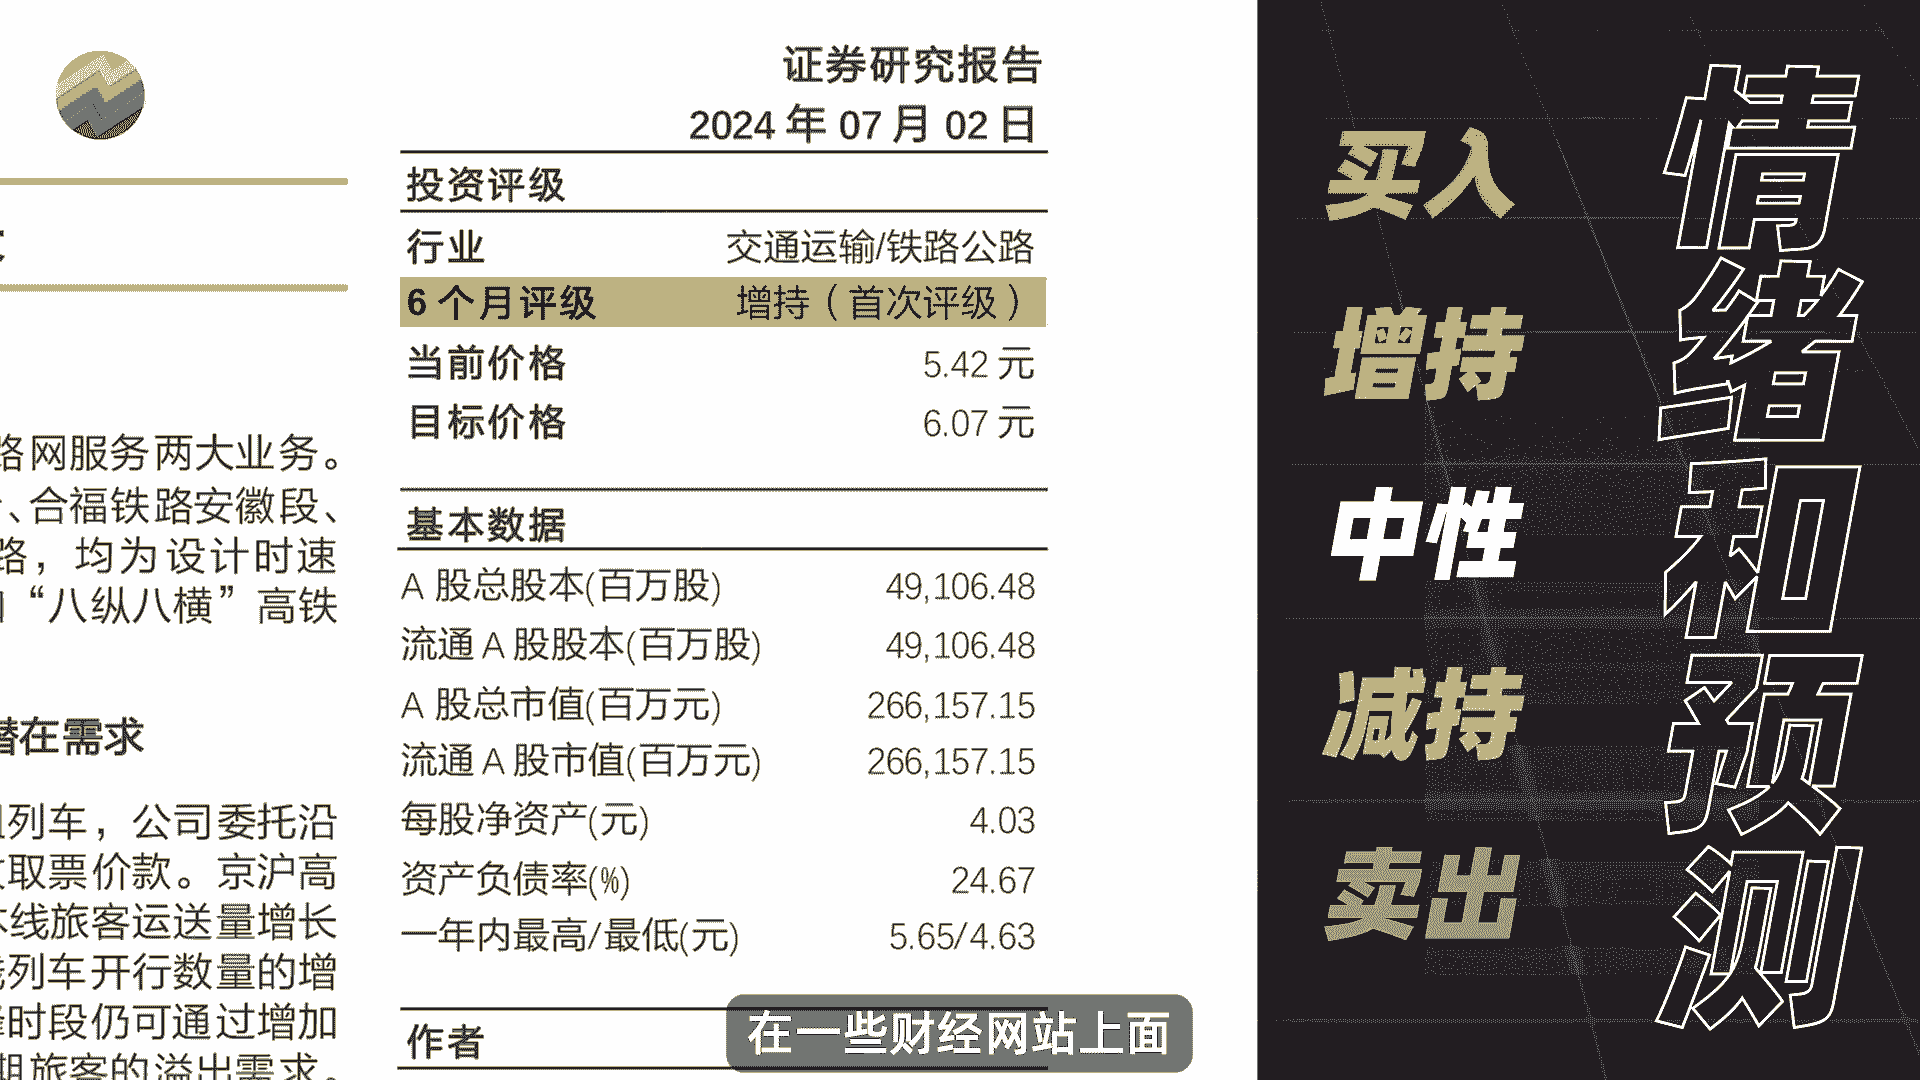 证券研究报告
2024 年 07 月 02 日
投资评级
行业 交通运输/铁路公路
6 个月评级 增持（首次评级）
当前价格 5.42 元
目标价格 6.07 元
基本数据
A 股总股本(百万股) 49,106.48
流通 A 股股本(百万股) 49,106.48
A 股总市值(百万元) 266,157.15
流通 A 股市值(百万元) 266,157.15
每股净资产(元) 4.03
资产负债率(%) 24.67
一年内最高/最低(元) 5.65/4.63
作者
路网服务两大业务。
、合福铁路安徽段、
路，均为设计时速
“八纵八横”高铁
潜在需求
列车，公司委托沿
取票价款。京沪高
本线旅客运送量增长
线列车开行数量的增
时段仍可通过增加
期旅客的溢出需求。
买入
增持
中性
减持
卖出
情绪和预测
在一些财经网站上面